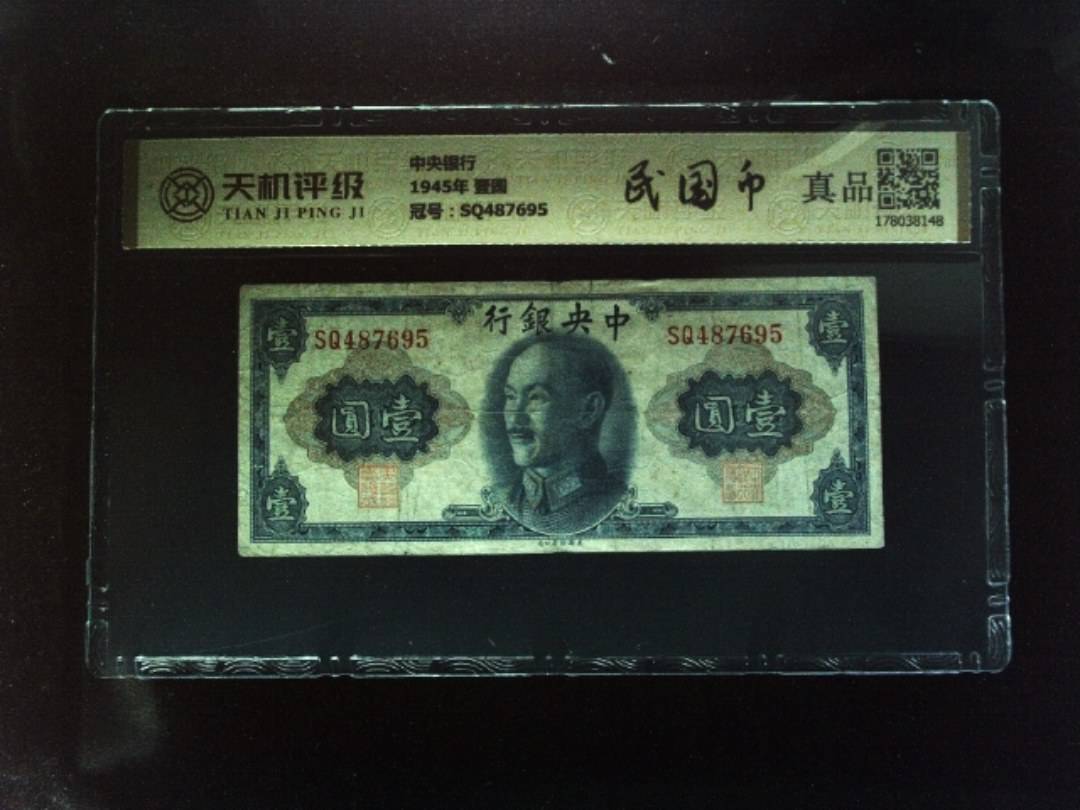 天机评级
TIAN JI PING JI
中央银行
1945年 壹圆
冠号：SQ487695
民国币
真品
178038148
行銀央中
SQ487695
SQ487695
壹
壹
圓壹
圓壹
壹
壹